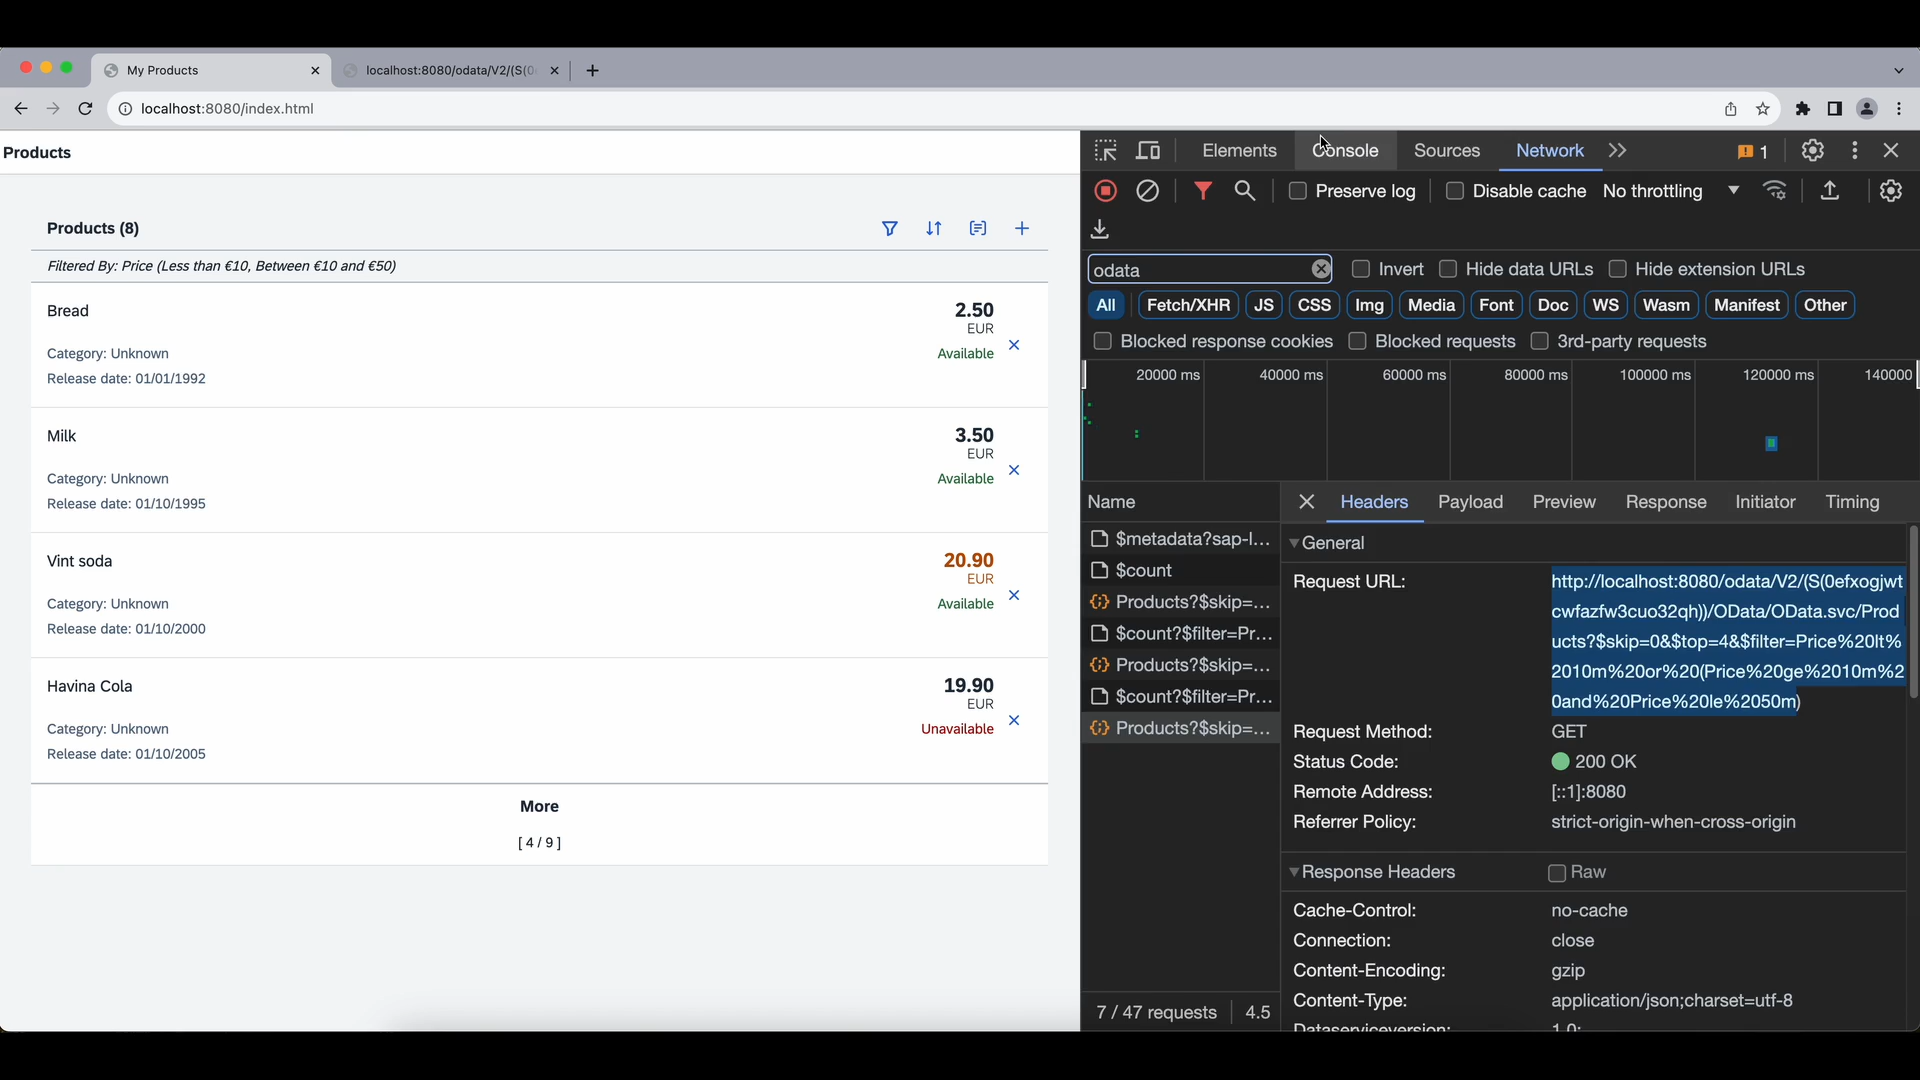 My Products
localhost:8080/odata/V2/(S(0
localhost:8080/index.html
Products
Products (8)
Filtered By: Price (Less than €10, Between €10 and €50)
Bread
2.50
EUR
Category: Unknown
Available
Release date: 01/01/1992
Milk
3.50
EUR
Category: Unknown
Available
Release date: 01/10/1995
Vint soda
20.90
EUR
Category: Unknown
Available
Release date: 01/10/2000
Havina Cola
19.90
EUR
Category: Unknown
Unavailable
Release date: 01/10/2005
More
[ 4 / 9 ]
Elements Console Sources Network 1
Preserve log Disable cache No throttling
odata Invert Hide data URLs Hide extension URLs
All Fetch/XHR JS CSS Img Media Font Doc WS Wasm Manifest Other
Blocked response cookies Blocked requests 3rd-party requests
20000 ms 40000 ms 60000 ms 80000 ms 100000 ms 120000 ms 140000
Name
$metadata?sap-l...
$count
Products?$skip=...
$count?$filter=Pr...
Products?$skip=...
$count?$filter=Pr...
Products?$skip=...
7 / 47 requests 4.5
Headers Payload Preview Response Initiator Timing
General
Request URL: http://localhost:8080/odata/V2/(S(0efxogjwt
cwfazfw3cuo32qh))/OData/OData.svc/Prod
ucts?$skip=0&$top=4&$filter=Price%20lt%
2010m%20or%20(Price%20ge%2010m%2
0and%20Price%20le%2050m)
Request Method: GET
Status Code: 200 OK
Remote Address: [::1]:8080
Referrer Policy: strict-origin-when-cross-origin
Response Headers Raw
Cache-Control: no-cache
Connection: close
Content-Encoding: gzip
Content-Type: application/json;charset=utf-8
Dataserviceversion: 1.0;